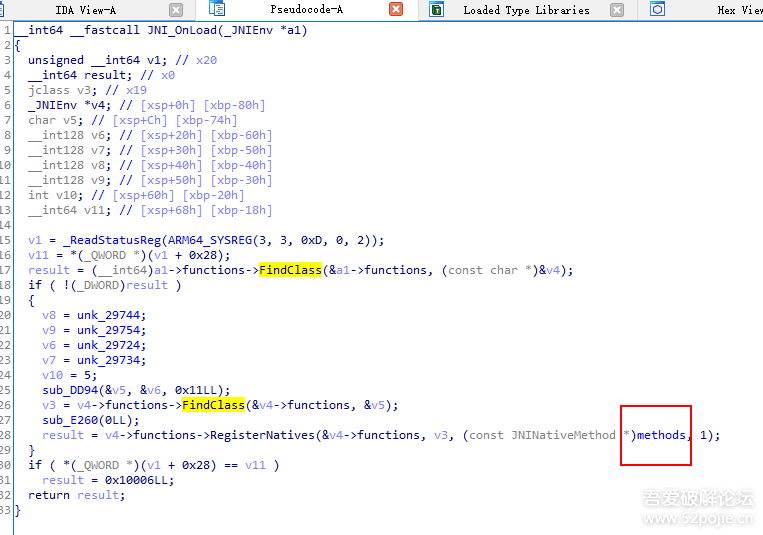 IDA View-A Pseudocode-A Loaded Type Libraries Hex View
1 __int64 __fastcall JNI_OnLoad(_JNIEnv *a1)
2 {
3 unsigned __int64 v1; // x20
4 __int64 result; // x0
5 jclass v3; // x19
6 _JNIEnv *v4; // [xsp+0h] [xbp-80h]
7 char v5; // [xsp+Ch] [xbp-74h]
8 __int128 v6; // [xsp+20h] [xbp-60h]
9 __int128 v7; // [xsp+30h] [xbp-50h]
10 __int128 v8; // [xsp+40h] [xbp-40h]
11 __int128 v9; // [xsp+50h] [xbp-30h]
12 int v10; // [xsp+60h] [xbp-20h]
13 __int64 v11; // [xsp+68h] [xbp-18h]
14
15 v1 = _ReadStatusReg(ARM64_SYSREG(3, 3, 0xD, 0, 2));
16 v11 = *(_QWORD *)(v1 + 0x28);
17 result = (__int64)a1->functions->FindClass(&a1->functions, (const char *)&v4);
18 if ( !(_DWORD)result )
19 {
20 v8 = unk_29744;
21 v9 = unk_29754;
22 v6 = unk_29724;
23 v7 = unk_29734;
24 v10 = 5;
25 sub_DD94(&v5, &v6, 0x11LL);
26 v3 = v4->functions->FindClass(&v4->functions, &v5);
27 sub_E260(0LL);
28 result = v4->functions->RegisterNatives(&v4->functions, v3, (const JNINativeMethod *)methods, 1);
29 }
30 if ( *(_QWORD *)(v1 + 0x28) == v11 )
31 result = 0x10006LL;
32 return result;
33 }
吾爱破解论坛
www.52pojie.cn